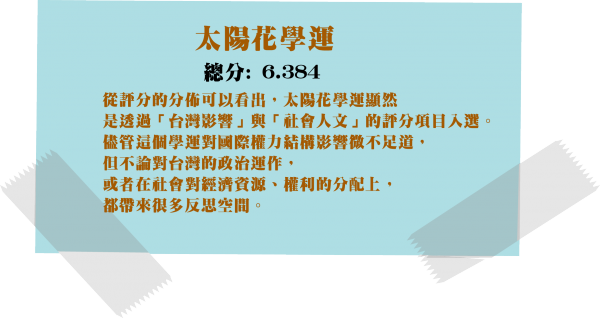 太陽花學運
總分: 6.384
從評分的分佈可以看出，太陽花學運顯然
是透過「台灣影響」與「社會人文」的評分項目入選。
儘管這個學運對國際權力結構影響微不足道，
但不論對台灣的政治運作，
或者在社會對經濟資源、權利的分配上，
都帶來很多反思空間。